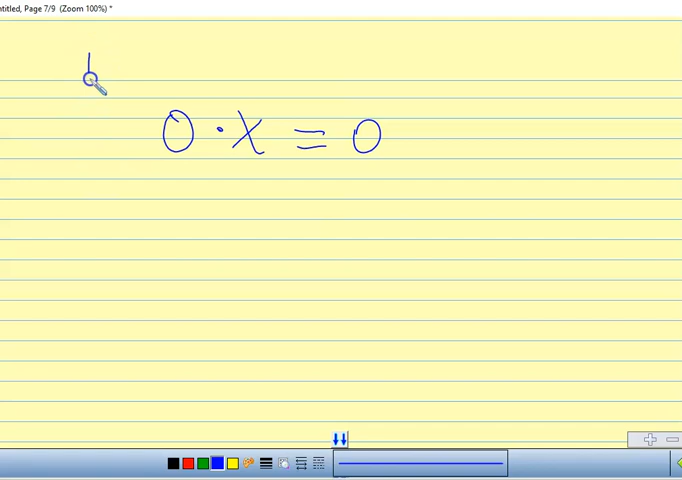 ntitled, Page 7/9 (Zoom 100%) *
0 · x = 0